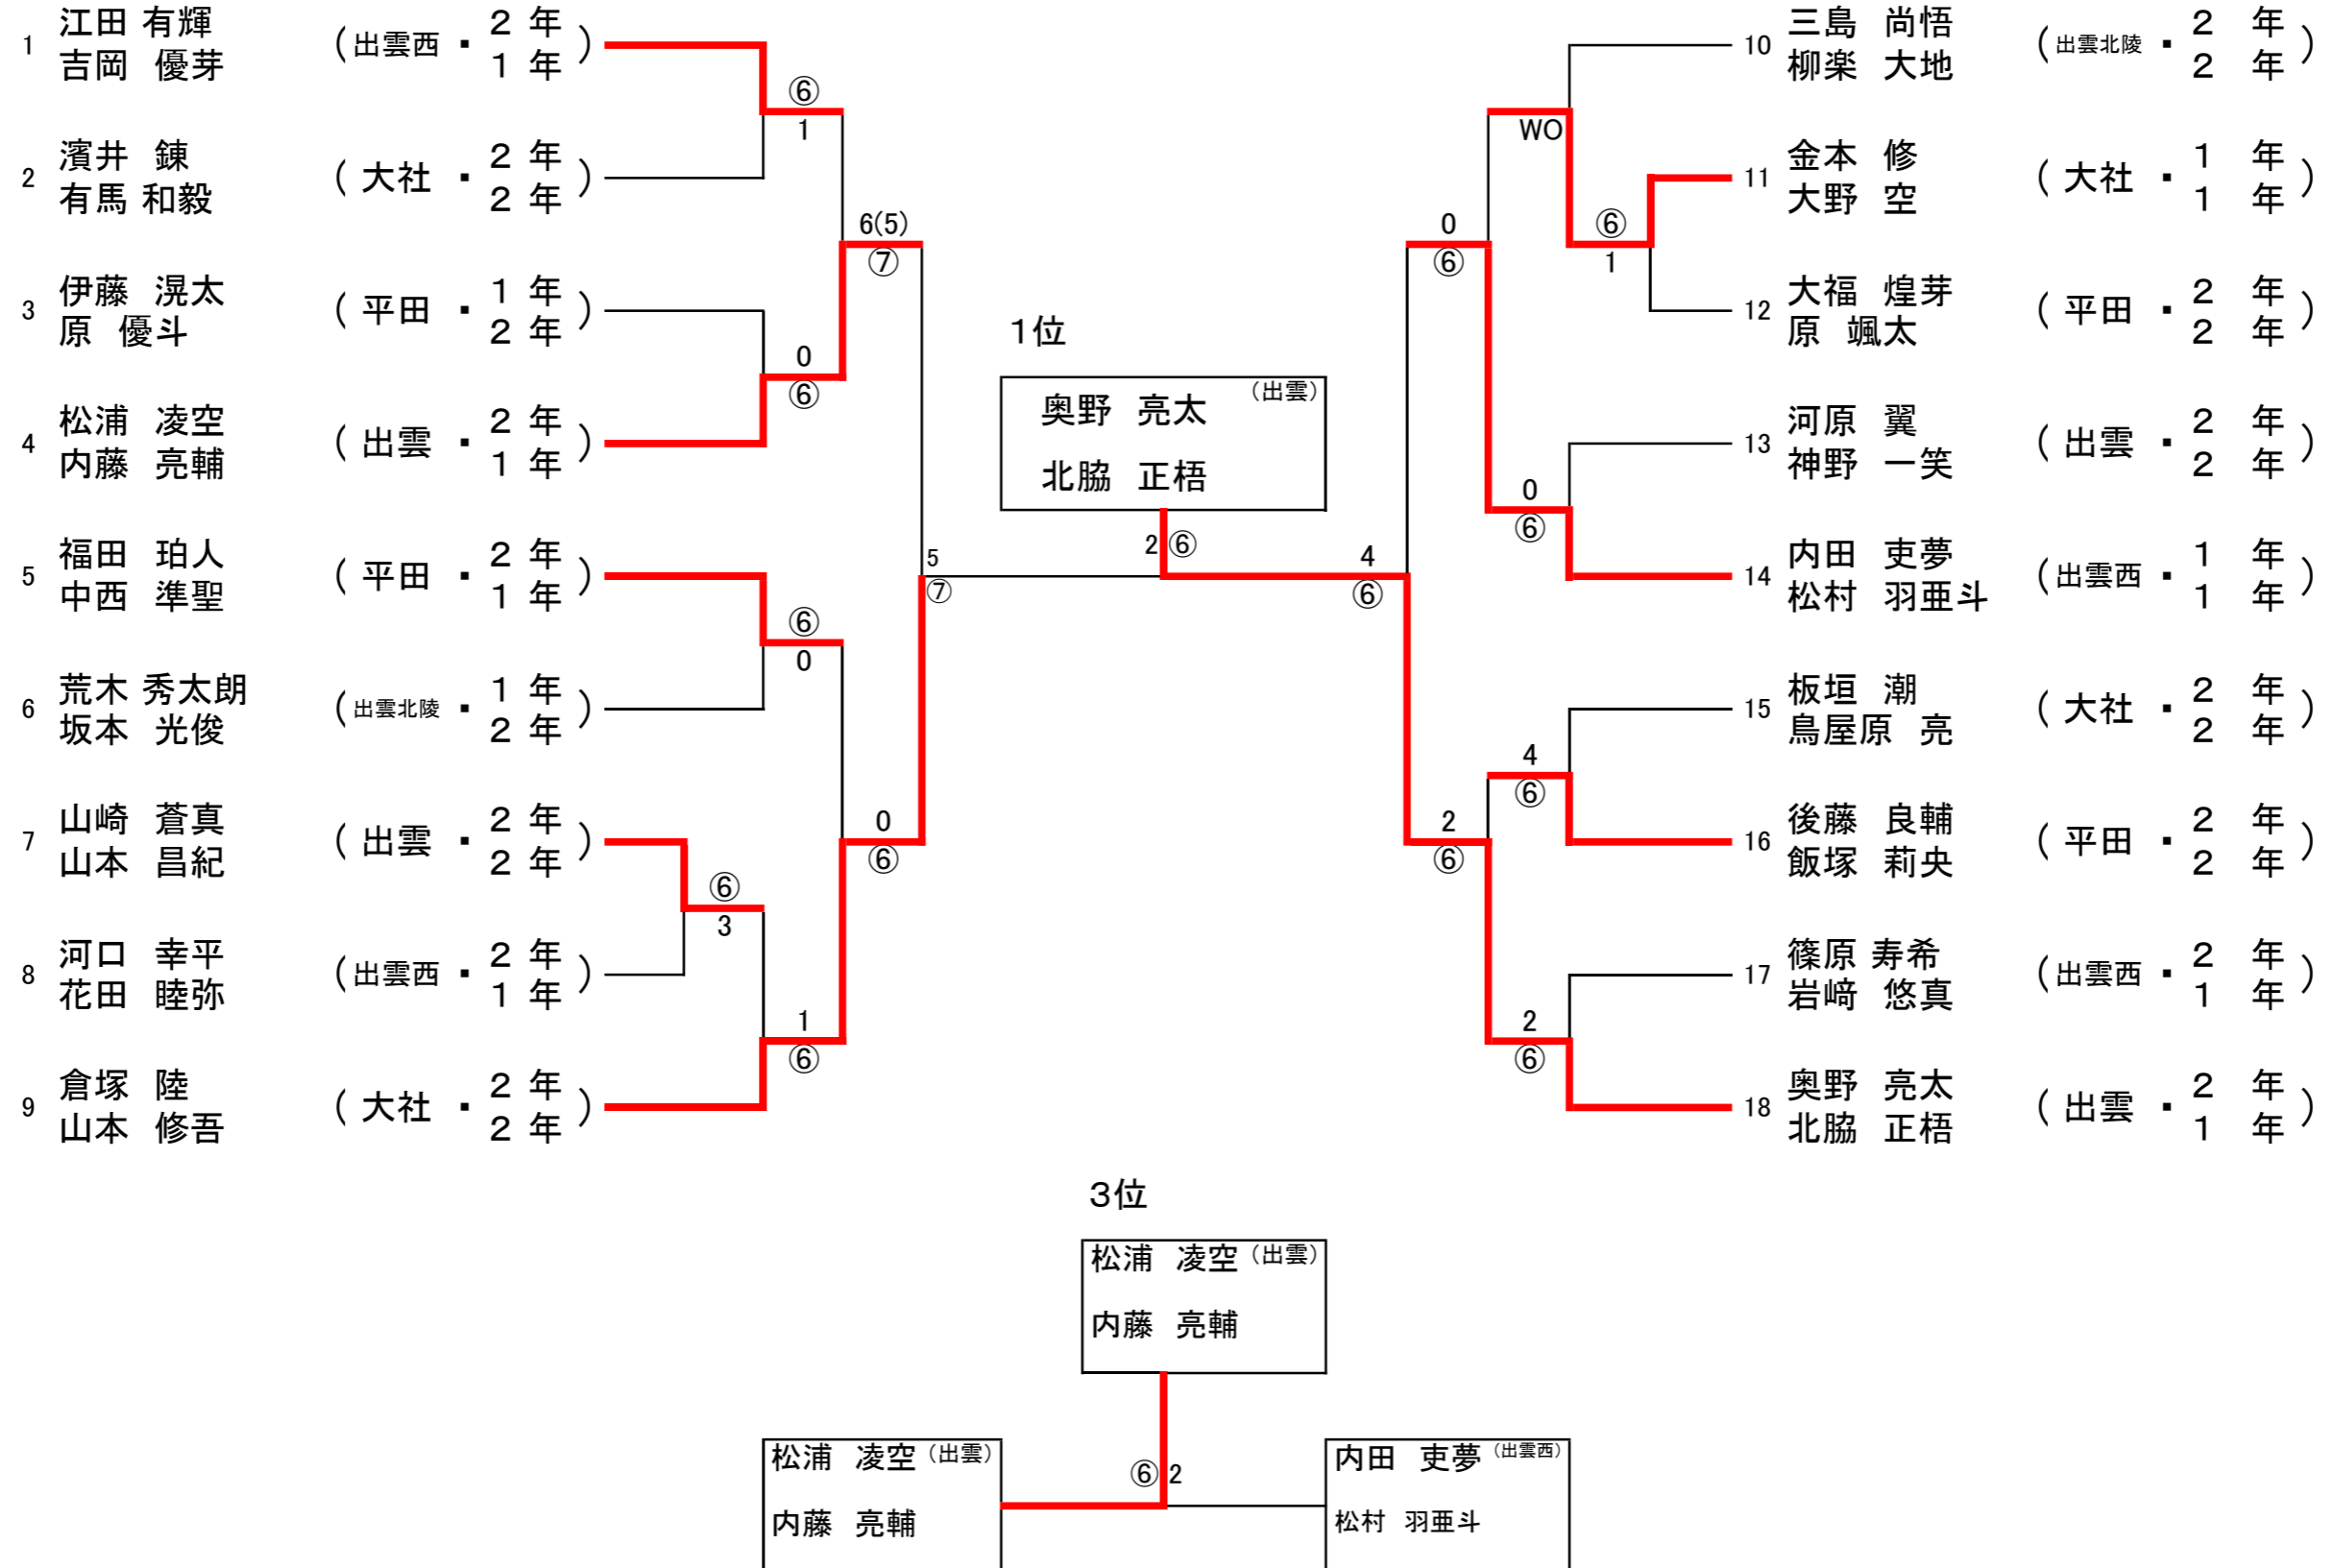 1 江田 有輝 (出雲西 ・ 2 年
吉岡 優芽 1 年)
2 濱井 錬 (大社 ・ 2 年
有馬 和毅 2 年)
3 伊藤 滉太 (平田 ・ 1 年
原 優斗 2 年)
4 松浦 凌空 (出雲 ・ 2 年
内藤 亮輔 1 年)
5 福田 珀人 (平田 ・ 2 年
中西 準聖 1 年)
6 荒木 秀太朗 (出雲北陵 ・ 1 年
坂本 光俊 2 年)
7 山崎 蒼真 (出雲 ・ 2 年
山本 昌紀 2 年)
8 河口 幸平 (出雲西 ・ 2 年
花田 睦弥 1 年)
9 倉塚 陸 (大社 ・ 2 年
山本 修吾 2 年)
⑥
1
0
⑥
⑥
0
⑥
3
1
⑥
6(5)
⑦
0
⑥
5
⑦
1位
奥野 亮太 (出雲)
北脇 正梧
2 ⑥
4
⑥
0
⑥
2
⑥
WO
0
⑥
4
⑥
2
⑥
⑥
1
10 三島 尚悟 (出雲北陵 ・ 2 年
柳楽 大地 2 年)
11 金本 修 (大社 ・ 1 年
大野 空 1 年)
12 大福 煌芽 (平田 ・ 2 年
原 颯太 2 年)
13 河原 翼 (出雲 ・ 2 年
神野 一笑 2 年)
14 内田 吏夢 (出雲西 ・ 1 年
松村 羽亜斗 1 年)
15 板垣 潮 (大社 ・ 2 年
鳥屋原 亮 2 年)
16 後藤 良輔 (平田 ・ 2 年
飯塚 莉央 2 年)
17 篠原 寿希 (出雲西 ・ 2 年
岩﨑 悠真 1 年)
18 奥野 亮太 (出雲 ・ 2 年
北脇 正梧 1 年)
3位
松浦 凌空 (出雲)
内藤 亮輔
松浦 凌空 (出雲)
内藤 亮輔
⑥ 2
内田 吏夢 (出雲西)
松村 羽亜斗